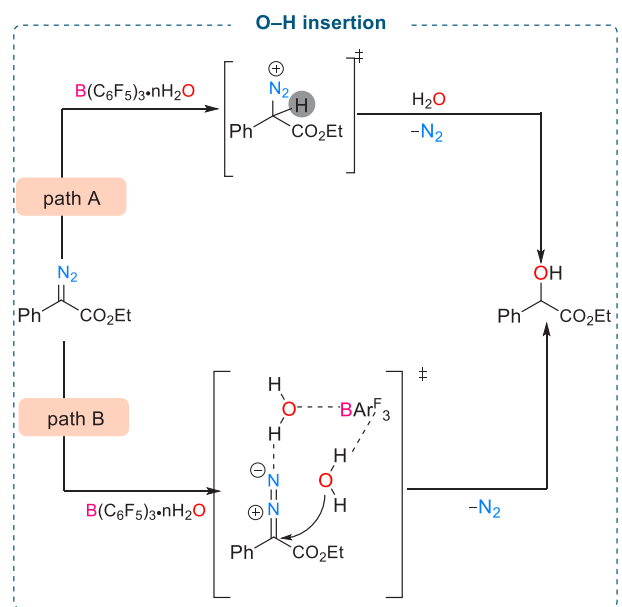 O–H insertion
B(C₆F₅)₃•nH₂O
⊕
N₂
H
Ph
CO₂Et
‡
H₂O
−N₂
path A
N₂
Ph
CO₂Et
OH
Ph
CO₂Et
path B
B(C₆F₅)₃•nH₂O
‡
H
O
H
BArᶠ₃
H
O
H
⊖
N
N
⊕
Ph
CO₂Et
−N₂